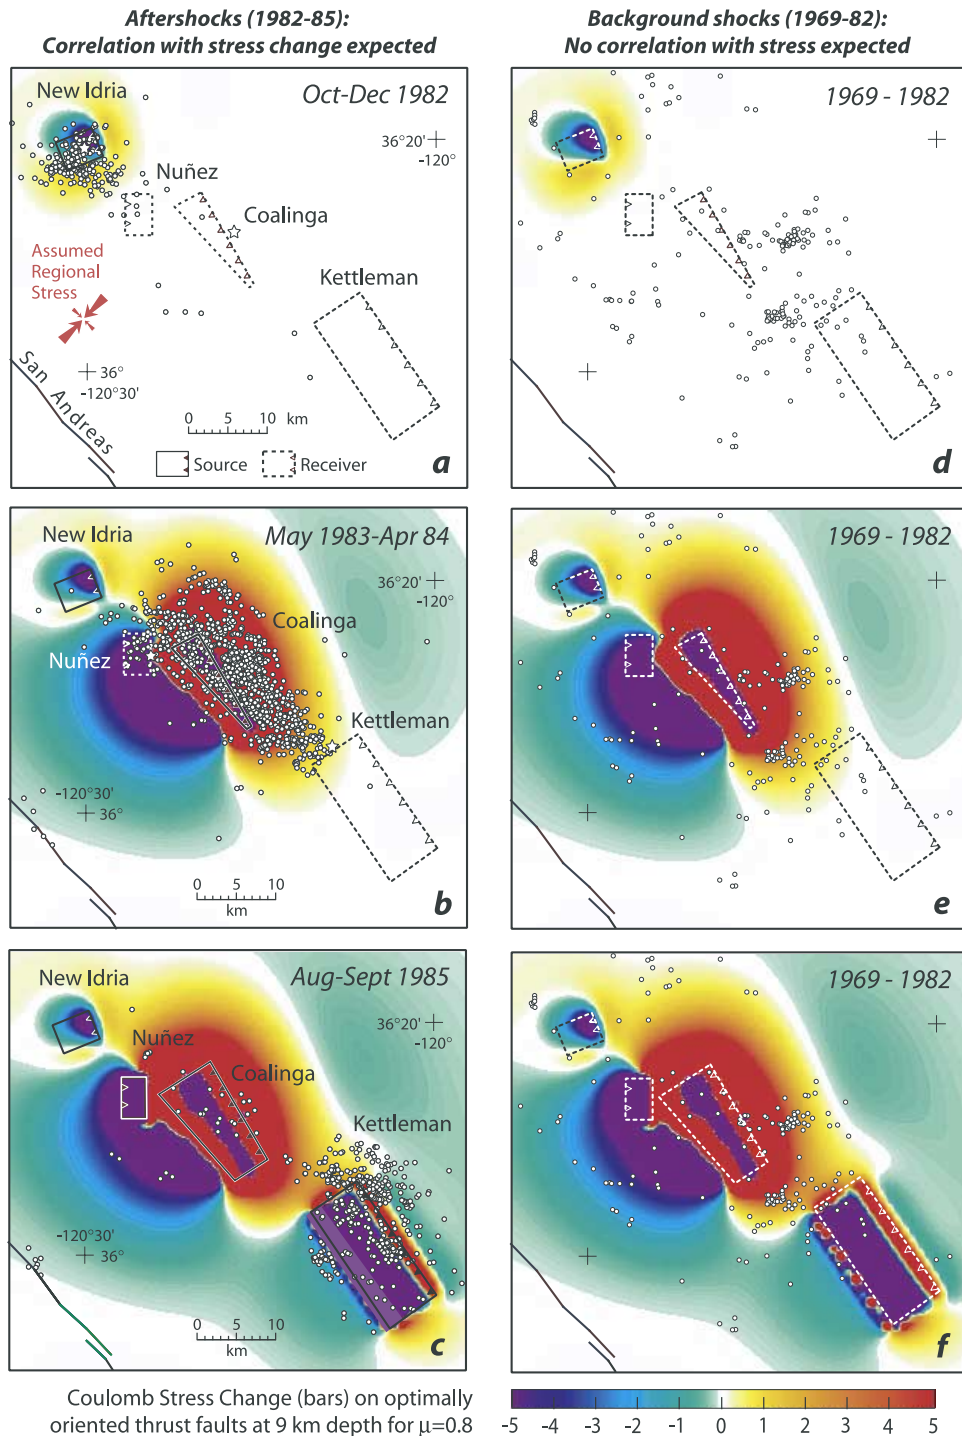 Aftershocks (1982-85):
Correlation with stress change expected
Background shocks (1969-82):
No correlation with stress expected
New Idria
Oct-Dec 1982
36°20'
-120°
Nuñez
Coalinga
Kettleman
Assumed
Regional
Stress
San Andreas
36°
-120°30'
0 5 10 km
Source
Receiver
a
1969 - 1982
d
New Idria
May 1983-Apr 84
36°20'
-120°
Coalinga
Nuñez
Kettleman
-120°30'
36°
0 5 10
km
b
1969 - 1982
e
New Idria
Aug-Sept 1985
36°20'
-120°
Nuñez
Coalinga
Kettleman
-120°30'
36°
0 5 10
km
c
1969 - 1982
f
Coulomb Stress Change (bars) on optimally
oriented thrust faults at 9 km depth for μ=0.8
-5 -4 -3 -2 -1 0 1 2 3 4 5